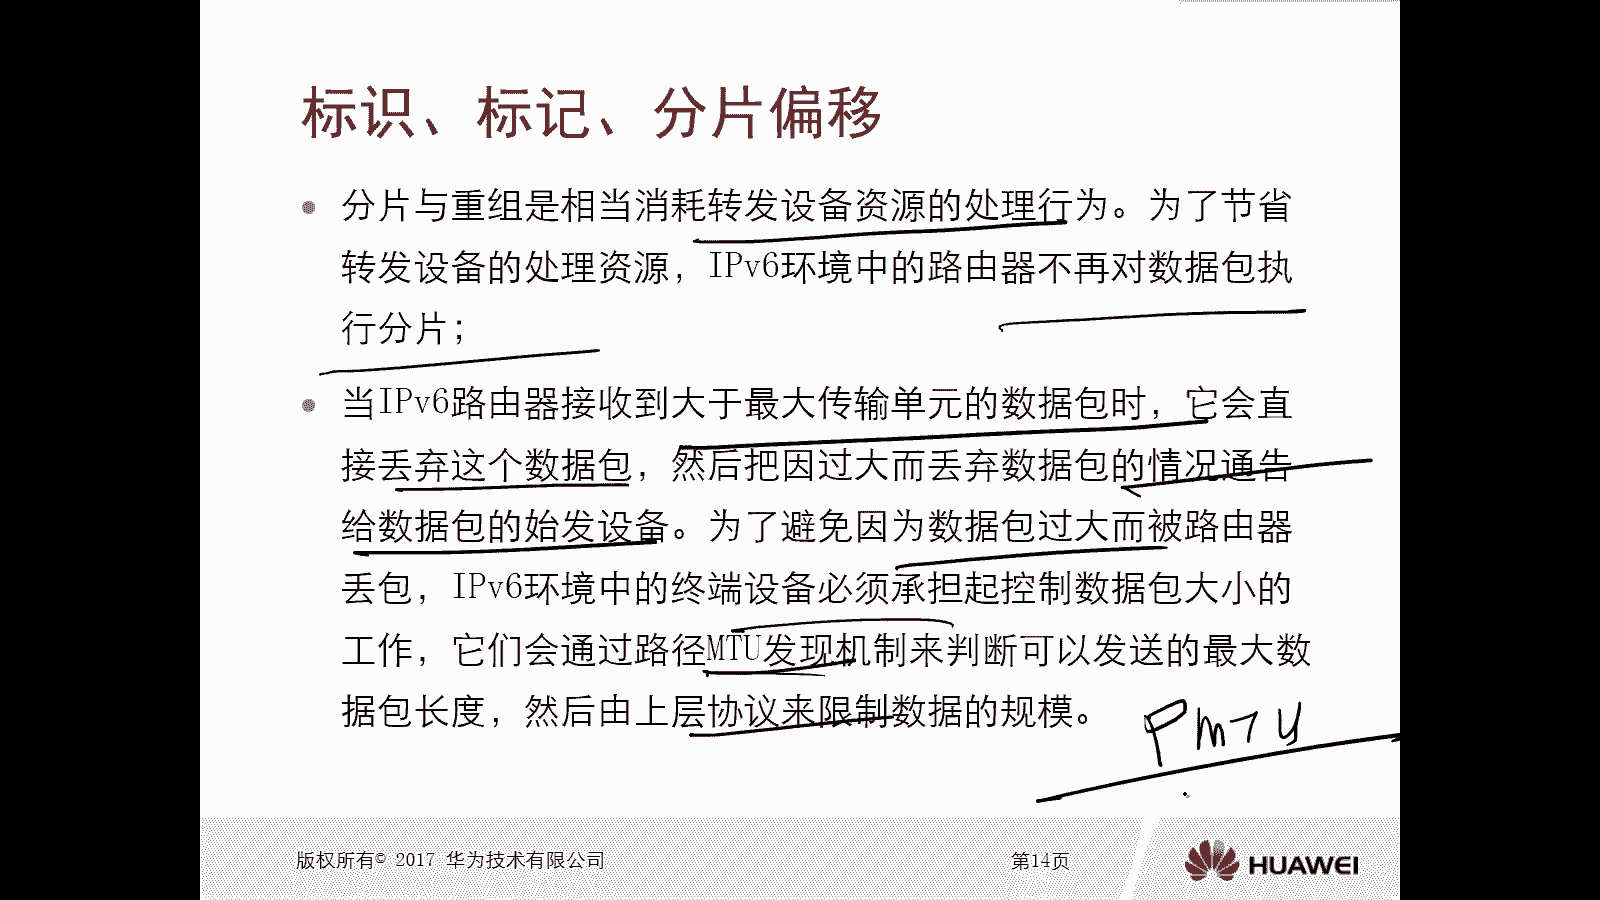 标识、标记、分片偏移
分片与重组是相当消耗转发设备资源的处理行为。为了节省
转发设备的处理资源，IPv6环境中的路由器不再对数据包执
行分片；
当IPv6路由器接收到大于最大传输单元的数据包时，它会直
接丢弃这个数据包，然后把因过大而丢弃数据包的情况通告
给数据包的始发设备。为了避免因为数据包过大而被路由器
丢包，IPv6环境中的终端设备必须承担起控制数据包大小的
工作，它们会通过路径MTU发现机制来判断可以发送的最大数
据包长度，然后由上层协议来限制数据的规模。
PmTU
版权所有© 2017 华为技术有限公司
第14页
HUAWEI